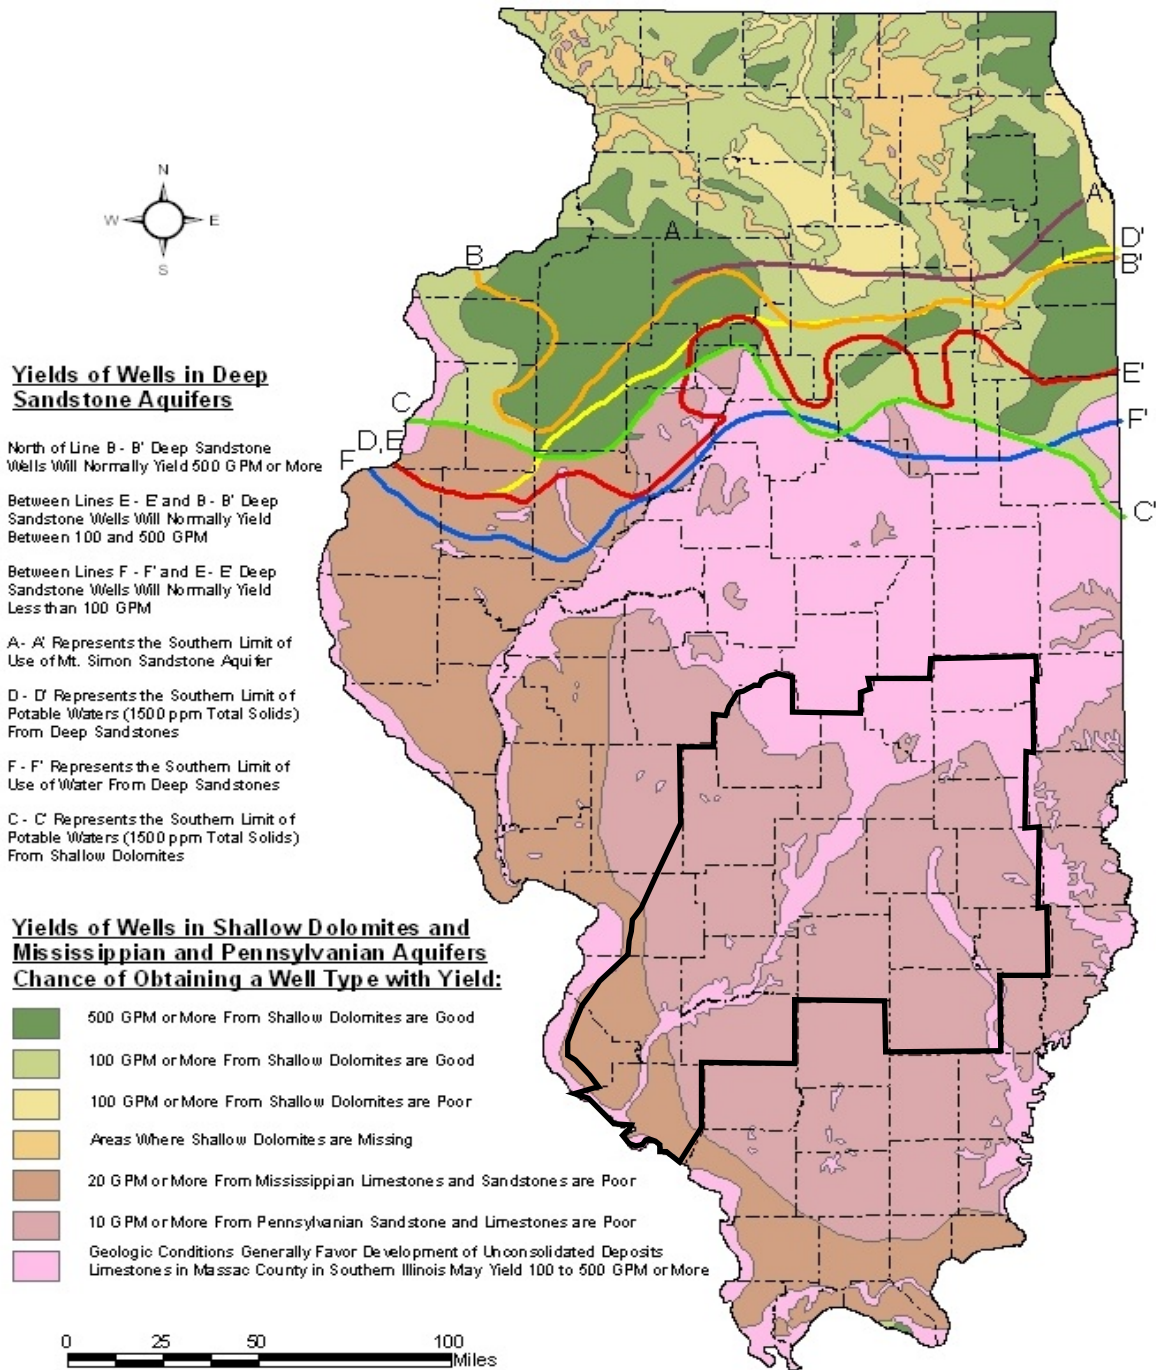 N
W
E
S
A
A'
B
D'
B'
C
D,E
F
E'
F'
C'
Yields of Wells in Deep
Sandstone Aquifers
North of Line B - B' Deep Sandstone
Wells Will Normally Yield 500 GPM or More
Between Lines E - E' and B - B' Deep
Sandstone Wells Will Normally Yield
Between 100 and 500 GPM
Between Lines F - F' and E - E' Deep
Sandstone Wells Will Normally Yield
Less than 100 GPM
A - A' Represents the Southern Limit of
Use of Mt. Simon Sandstone Aquifer
D - D' Represents the Southern Limit of
Potable Waters (1500 ppm Total Solids)
From Deep Sandstones
F - F' Represents the Southern Limit of
Use of Water From Deep Sandstones
C - C' Represents the Southern Limit of
Potable Waters (1500 ppm Total Solids)
From Shallow Dolomites
Yields of Wells in Shallow Dolomites and
Mississippian and Pennsylvanian Aquifers
Chance of Obtaining a Well Type with Yield:
500 GPM or More From Shallow Dolomites are Good
100 GPM or More From Shallow Dolomites are Good
100 GPM or More From Shallow Dolomites are Poor
Areas Where Shallow Dolomites are Missing
20 GPM or More From Mississippian Limestones and Sandstones are Poor
10 GPM or More From Pennsylvanian Sandstone and Limestones are Poor
Geologic Conditions Generally Favor Development of Unconsolidated Deposits
Limestones in Massac County in Southern Illinois May Yield 100 to 500 GPM or More
0 25 50 100
Miles